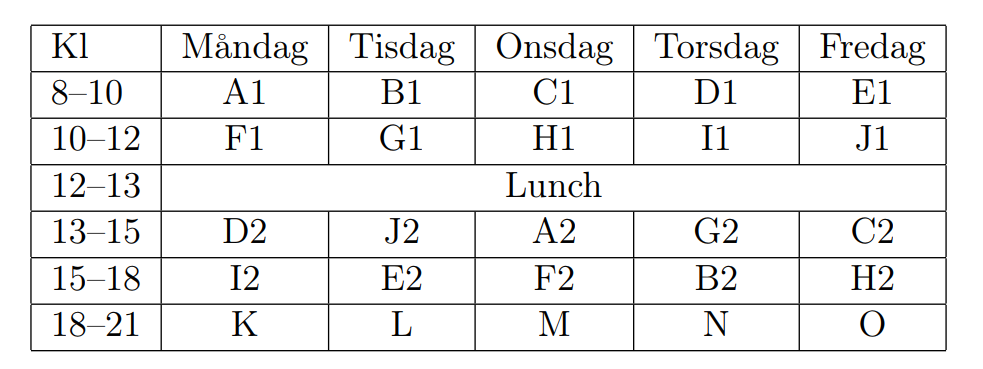 Kl Måndag Tisdag Onsdag Torsdag Fredag
8–10 A1 B1 C1 D1 E1
10–12 F1 G1 H1 I1 J1
12–13 Lunch
13–15 D2 J2 A2 G2 C2
15–18 I2 E2 F2 B2 H2
18–21 K L M N O